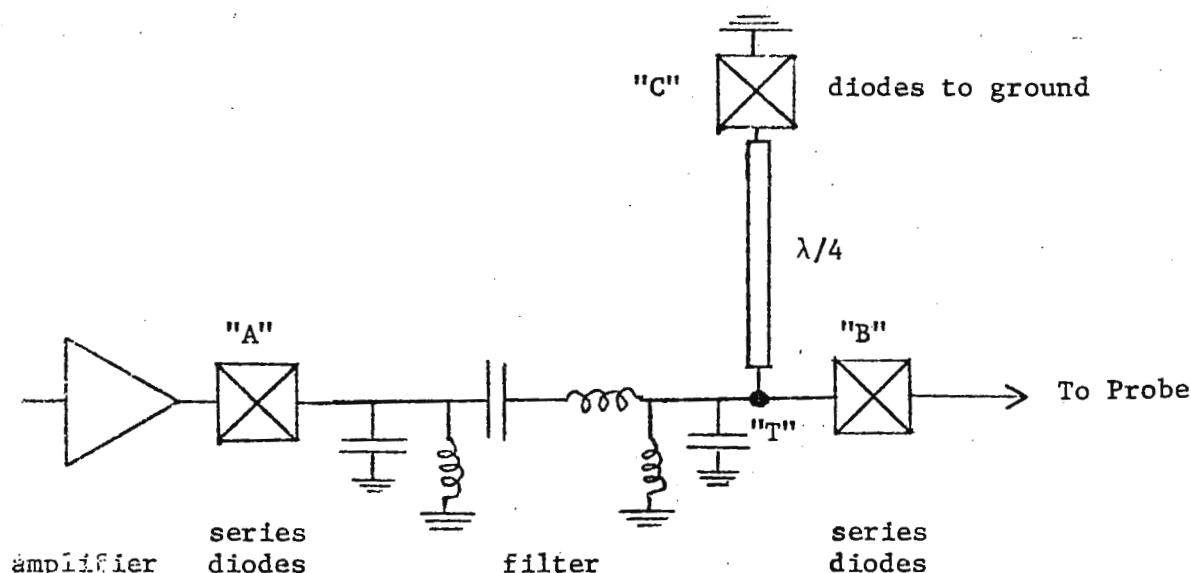 "C"
diodes to ground
λ/4
"A"
"B"
To Probe
"T"
series
diodes
series
diodes
amplifier
filter